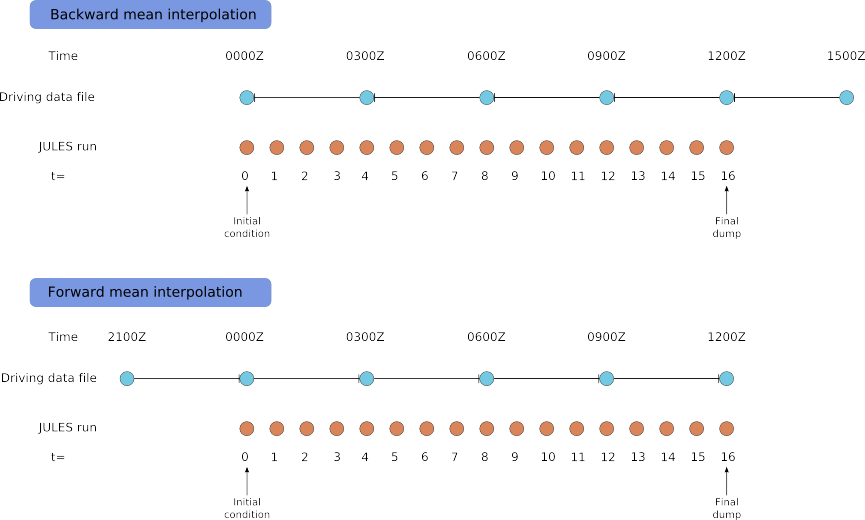 Backward mean interpolation
Time 0000Z 0300Z 0600Z 0900Z 1200Z 1500Z
Driving data file
JULES run
t= 0 1 2 3 4 5 6 7 8 9 10 11 12 13 14 15 16
Initial Final
condition dump
Forward mean interpolation
Time 2100Z 0000Z 0300Z 0600Z 0900Z 1200Z
Driving data file
JULES run
t= 0 1 2 3 4 5 6 7 8 9 10 11 12 13 14 15 16
Initial Final
condition dump